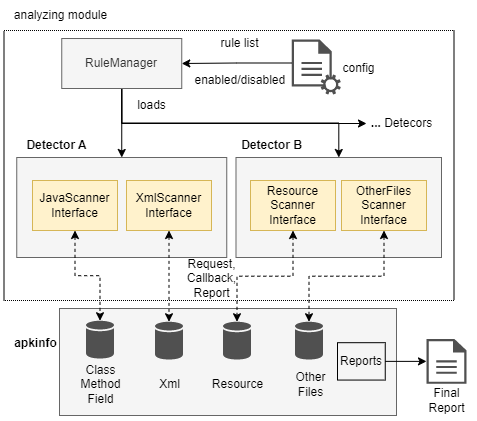 analyzing module
RuleManager
rule list
enabled/disabled
config
loads
... Detecors
Detector A
Detector B
JavaScanner
Interface
XmlScanner
Interface
Resource
Scanner
Interface
OtherFiles
Scanner
Interface
Request,
Callback,
Report
apkinfo
Class
Method
Field
Xml
Resource
Other
Files
Reports
Final
Report